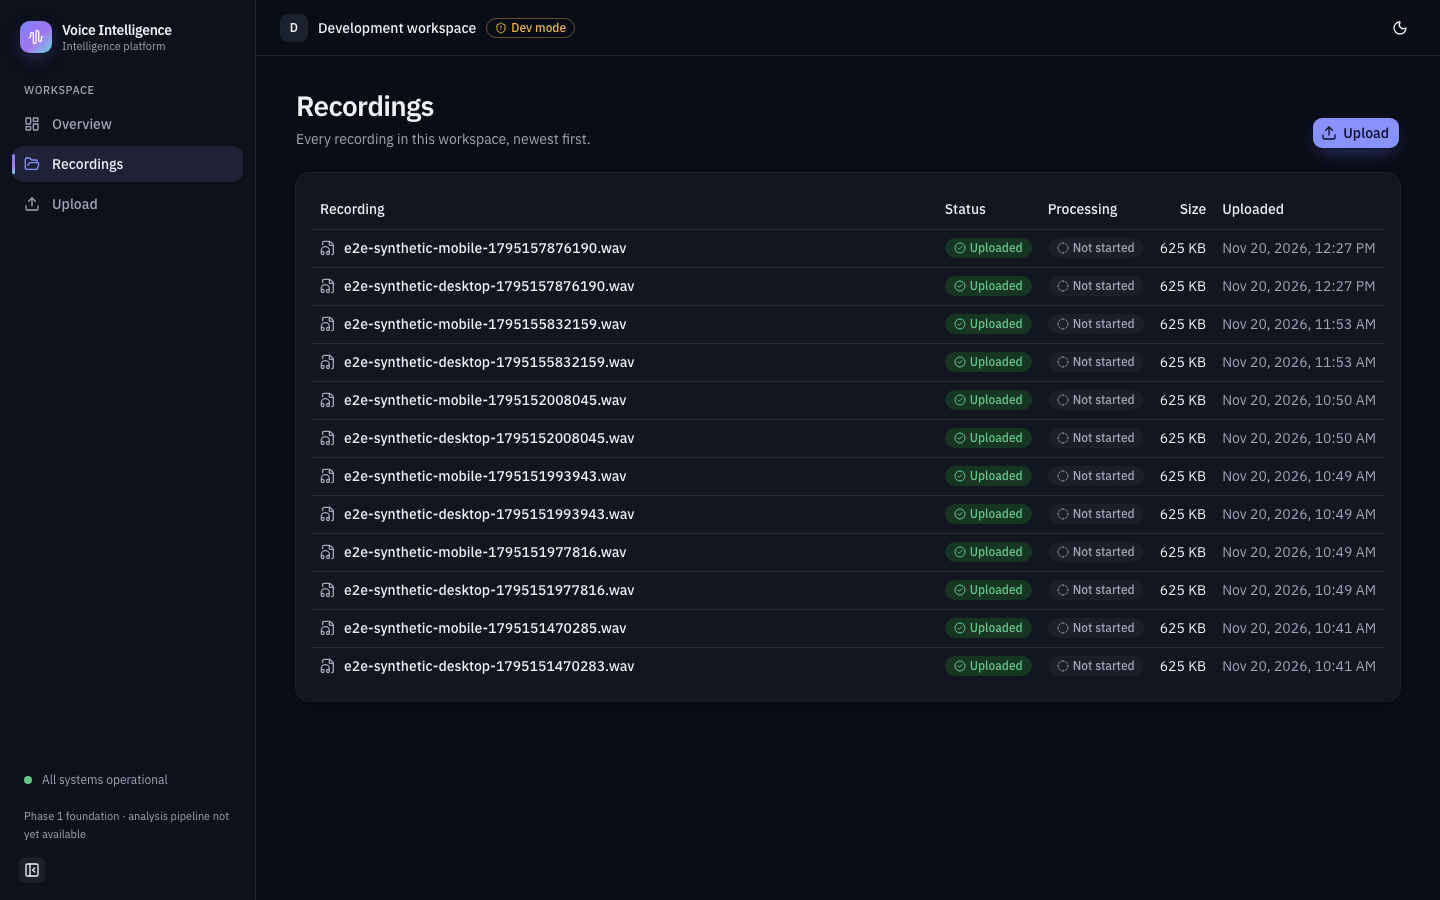 Voice Intelligence
Intelligence platform
WORKSPACE
Overview
Recordings
Upload
All systems operational
Phase 1 foundation · analysis pipeline not
yet available
D Development workspace Dev mode
Recordings
Every recording in this workspace, newest first.
Upload
Recording Status Processing Size Uploaded
e2e-synthetic-mobile-1795157876190.wav Uploaded Not started 625 KB Nov 20, 2026, 12:27 PM
e2e-synthetic-desktop-1795157876190.wav Uploaded Not started 625 KB Nov 20, 2026, 12:27 PM
e2e-synthetic-mobile-1795155832159.wav Uploaded Not started 625 KB Nov 20, 2026, 11:53 AM
e2e-synthetic-desktop-1795155832159.wav Uploaded Not started 625 KB Nov 20, 2026, 11:53 AM
e2e-synthetic-mobile-1795152008045.wav Uploaded Not started 625 KB Nov 20, 2026, 10:50 AM
e2e-synthetic-desktop-1795152008045.wav Uploaded Not started 625 KB Nov 20, 2026, 10:50 AM
e2e-synthetic-mobile-1795151993943.wav Uploaded Not started 625 KB Nov 20, 2026, 10:49 AM
e2e-synthetic-desktop-1795151993943.wav Uploaded Not started 625 KB Nov 20, 2026, 10:49 AM
e2e-synthetic-mobile-1795151977816.wav Uploaded Not started 625 KB Nov 20, 2026, 10:49 AM
e2e-synthetic-desktop-1795151977816.wav Uploaded Not started 625 KB Nov 20, 2026, 10:49 AM
e2e-synthetic-mobile-1795151470285.wav Uploaded Not started 625 KB Nov 20, 2026, 10:41 AM
e2e-synthetic-desktop-1795151470283.wav Uploaded Not started 625 KB Nov 20, 2026, 10:41 AM